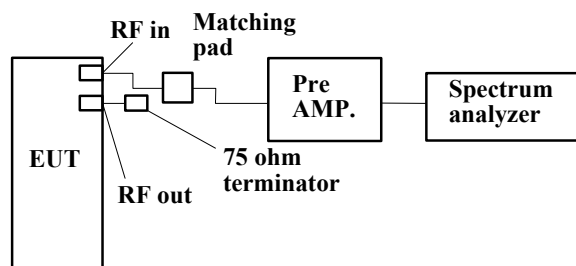 RF in
Matching
pad
Pre
AMP.
Spectrum
analyzer
EUT
75 ohm
terminator
RF out